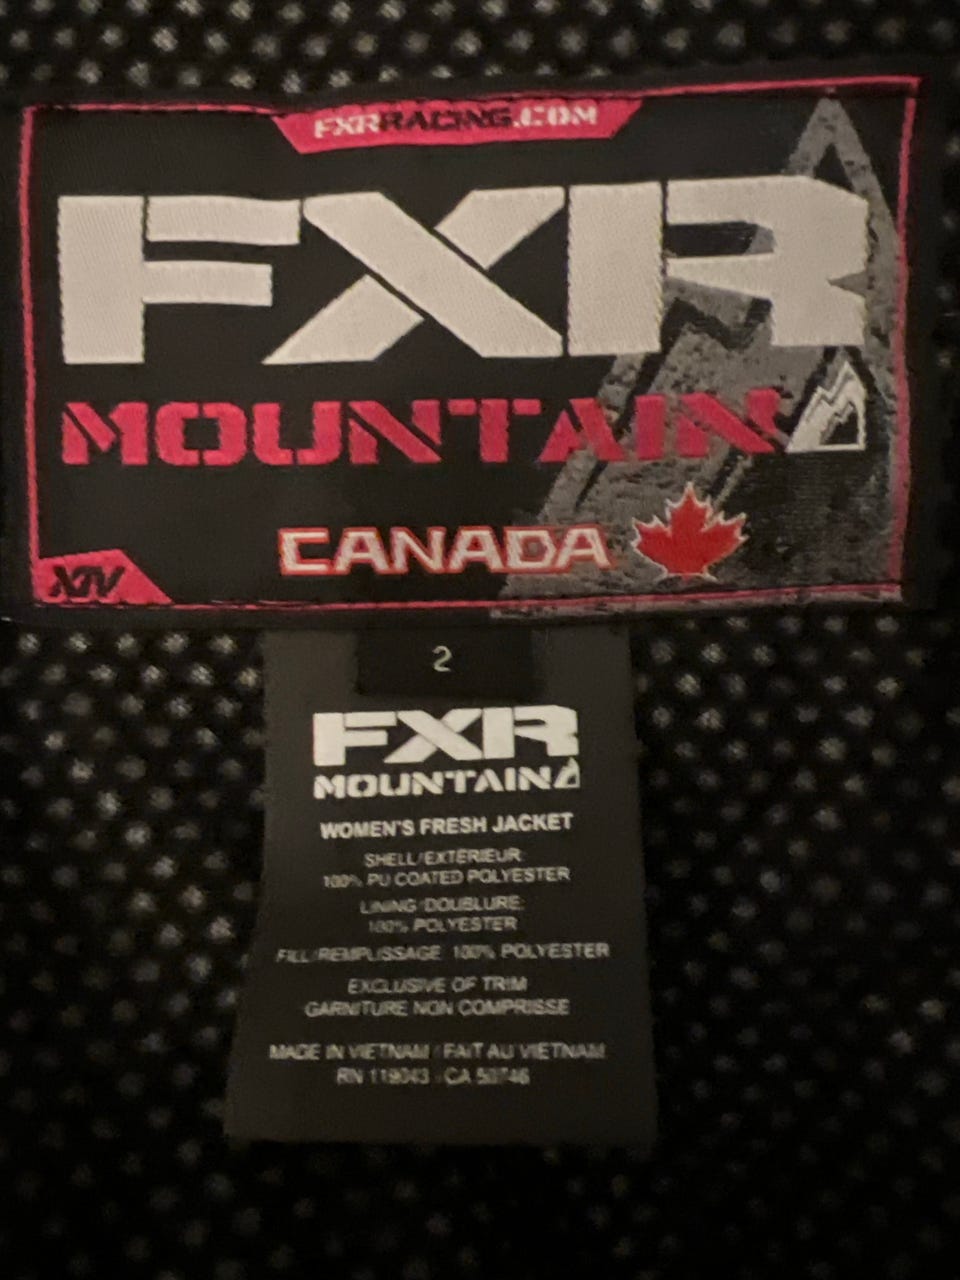 FXRRACING.COM
FXR
MOUNTAIN
CANADA
XIV
2
FXR
MOUNTAIN
WOMEN'S FRESH JACKET
SHELL/EXTÉRIEUR:
100% PU COATED POLYESTER
LINING/DOUBLURE:
100% POLYESTER
FILL/REMPLISSAGE: 100% POLYESTER
EXCLUSIVE OF TRIM
GARNITURE NON COMPRISSE
MADE IN VIETNAM / FAIT AU VIETNAM
RN 119043 CA